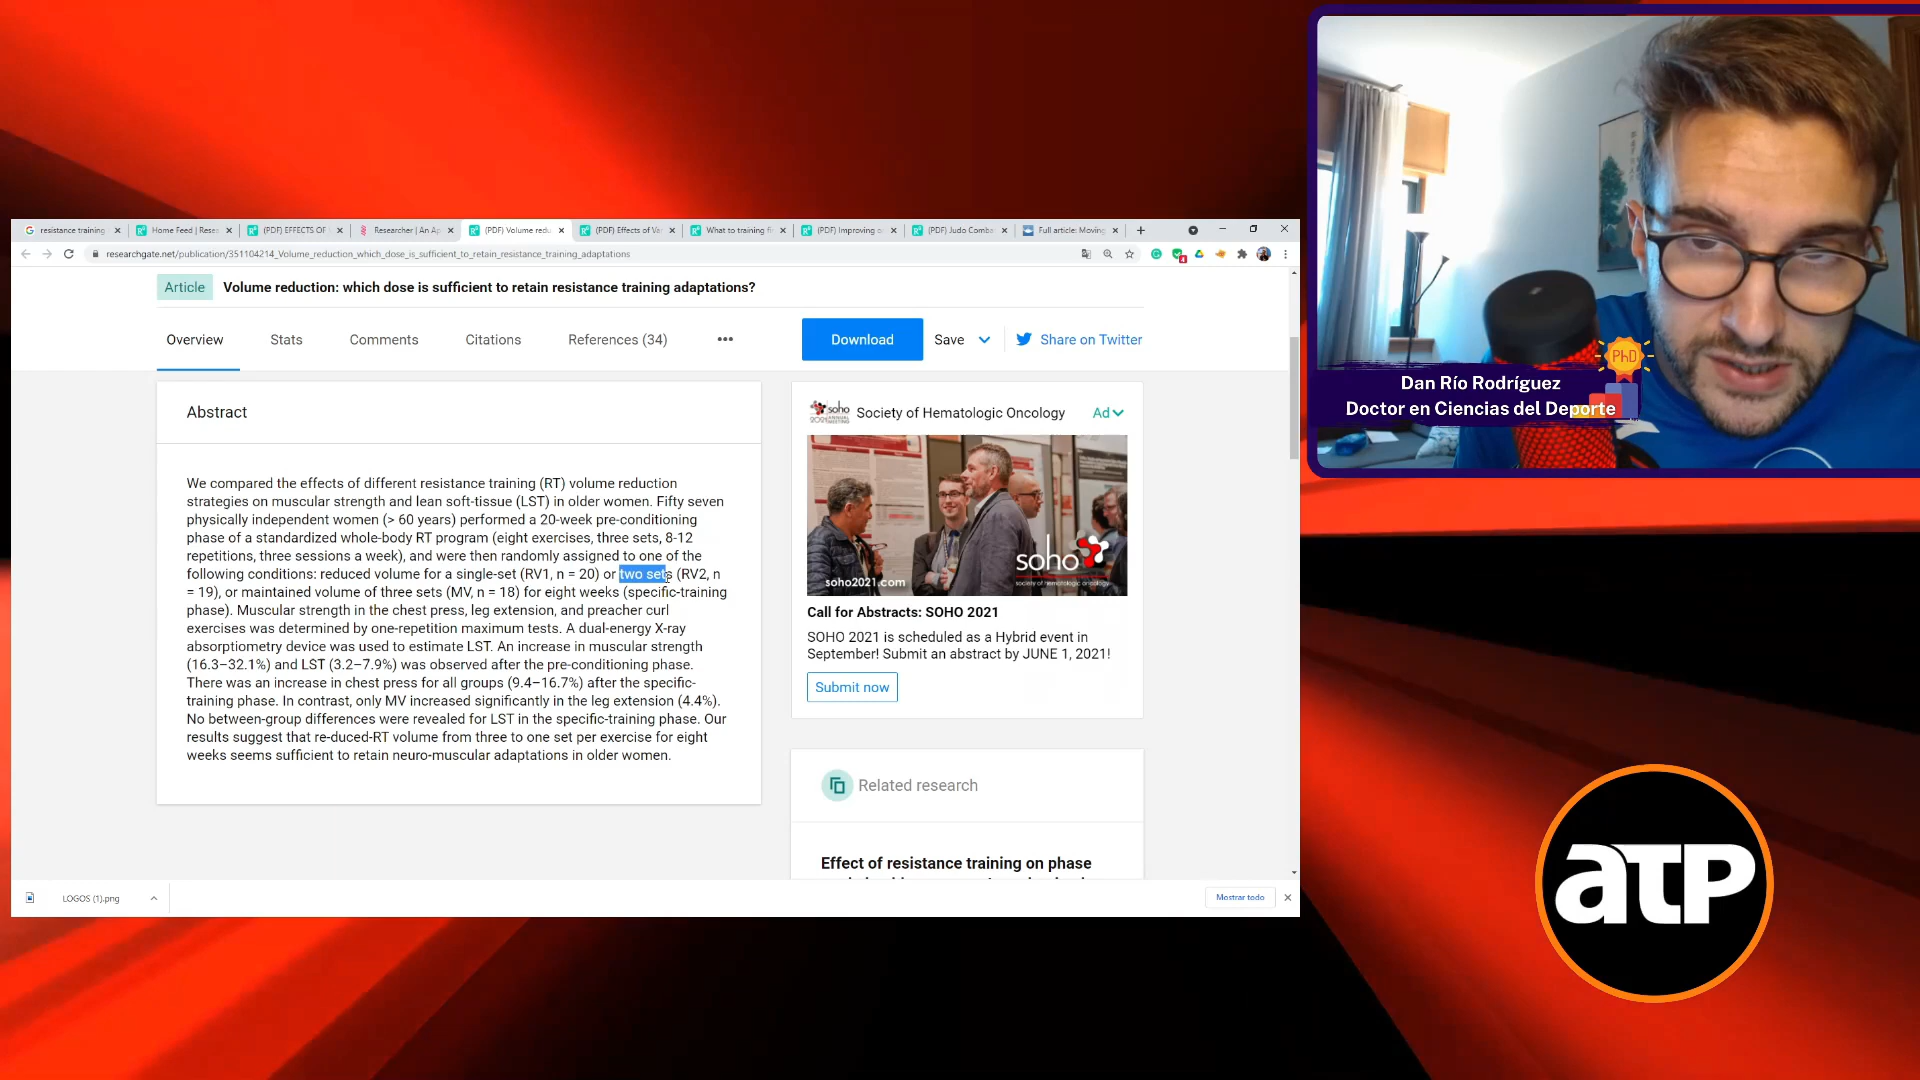 resistance training
Home Feed | Rese
(PDF) EFFECTS OF
Researcher | An Ap
(PDF) Volume redu
(PDF) Effects of Va
What to training fi
(PDF) Improving o
(PDF) Judo Comba
Full article: Moving
researchgate.net/publication/351104214_Volume_reduction_which_dose_is_sufficient_to_retain_resistance_training_adaptations
Article Volume reduction: which dose is sufficient to retain resistance training adaptations?
Overview Stats Comments Citations References (34) ••• Download Save Share on Twitter
Abstract
We compared the effects of different resistance training (RT) volume reduction
strategies on muscular strength and lean soft-tissue (LST) in older women. Fifty seven
physically independent women (> 60 years) performed a 20-week pre-conditioning
phase of a standardized whole-body RT program (eight exercises, three sets, 8-12
repetitions, three sessions a week), and were then randomly assigned to one of the
following conditions: reduced volume for a single-set (RV1, n = 20) or two sets (RV2, n
= 19), or maintained volume of three sets (MV, n = 18) for eight weeks (specific-training
phase). Muscular strength in the chest press, leg extension, and preacher curl
exercises was determined by one-repetition maximum tests. A dual-energy X-ray
absorptiometry device was used to estimate LST. An increase in muscular strength
(16.3–32.1%) and LST (3.2–7.9%) was observed after the pre-conditioning phase.
There was an increase in chest press for all groups (9.4–16.7%) after the specific-
training phase. In contrast, only MV increased significantly in the leg extension (4.4%).
No between-group differences were revealed for LST in the specific-training phase. Our
results suggest that re-duced-RT volume from three to one set per exercise for eight
weeks seems sufficient to retain neuro-muscular adaptations in older women.
soho
Society of Hematologic Oncology Ad
soho
society of hematologic oncology
soho2021.com
Call for Abstracts: SOHO 2021
SOHO 2021 is scheduled as a Hybrid event in
September! Submit an abstract by JUNE 1, 2021!
Submit now
Related research
Effect of resistance training on phase
LOGOS (1).png
Mostrar todo
PhD
Dan Río Rodríguez
Doctor en Ciencias del Deporte
aTP